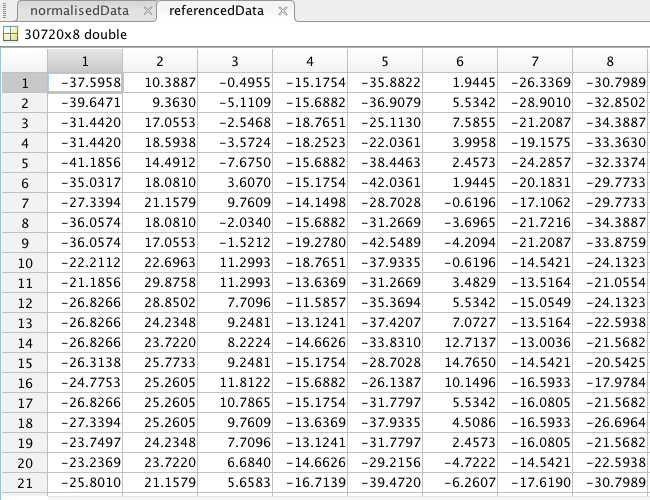 normalisedData × referencedData ×
30720x8 double
1 2 3 4 5 6 7 8
1 -37.5958 10.3887 -0.4955 -15.1754 -35.8822 1.9445 -26.3369 -30.7989
2 -39.6471 9.3630 -5.1109 -15.6882 -36.9079 5.5342 -28.9010 -32.8502
3 -31.4420 17.0553 -2.5468 -18.7651 -25.1130 7.5855 -21.2087 -34.3887
4 -31.4420 18.5938 -3.5724 -18.2523 -22.0361 3.9958 -19.1575 -33.3630
5 -41.1856 14.4912 -7.6750 -15.6882 -38.4463 2.4573 -24.2857 -32.3374
6 -35.0317 18.0810 3.6070 -15.1754 -42.0361 1.9445 -20.1831 -29.7733
7 -27.3394 21.1579 9.7609 -14.1498 -28.7028 -0.6196 -17.1062 -29.7733
8 -36.0574 18.0810 -2.0340 -15.6882 -31.2669 -3.6965 -21.7216 -34.3887
9 -36.0574 17.0553 -1.5212 -19.2780 -42.5489 -4.2094 -21.2087 -33.8759
10 -22.2112 22.6963 11.2993 -18.7651 -37.9335 -0.6196 -14.5421 -24.1323
11 -21.1856 29.8758 11.2993 -13.6369 -31.2669 3.4829 -13.5164 -21.0554
12 -26.8266 28.8502 7.7096 -11.5857 -35.3694 5.5342 -15.0549 -24.1323
13 -26.8266 24.2348 9.2481 -13.1241 -37.4207 7.0727 -13.5164 -22.5938
14 -26.8266 23.7220 8.2224 -14.6626 -33.8310 12.7137 -13.0036 -21.5682
15 -26.3138 25.7733 9.2481 -15.1754 -28.7028 14.7650 -14.5421 -20.5425
16 -24.7753 25.2605 11.8122 -15.6882 -26.1387 10.1496 -16.5933 -17.9784
17 -26.8266 25.2605 10.7865 -15.1754 -31.7797 5.5342 -16.0805 -21.5682
18 -27.3394 25.2605 9.7609 -13.6369 -37.9335 4.5086 -16.5933 -26.6964
19 -23.7497 24.2348 7.7096 -13.1241 -31.7797 2.4573 -16.0805 -21.5682
20 -23.2369 23.7220 6.6840 -14.6626 -29.2156 -4.7222 -14.5421 -22.5938
21 -25.8010 21.1579 5.6583 -16.7139 -39.4720 -6.2607 -17.6190 -30.7989